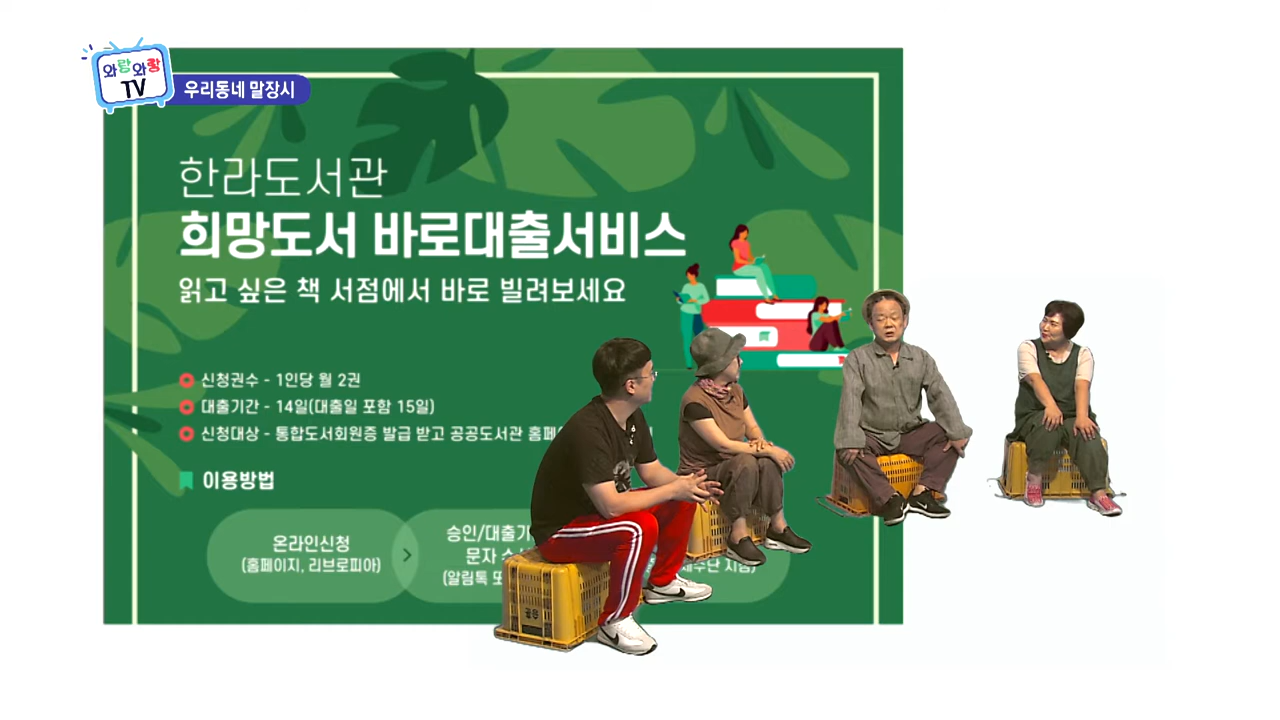 와랑와랑
TV
우리동네 말장시
한라도서관
희망도서 바로대출서비스
읽고 싶은 책 서점에서 바로 빌려보세요
신청권수 - 1인당 월 2권
대출기간 - 14일(대출일 포함 15일)
신청대상 - 통합도서회원증 발급 받고 공공도서관
이용방법
온라인신청
(홈페이지, 리브로피아)
>
승인/대출기
문자
(알림톡